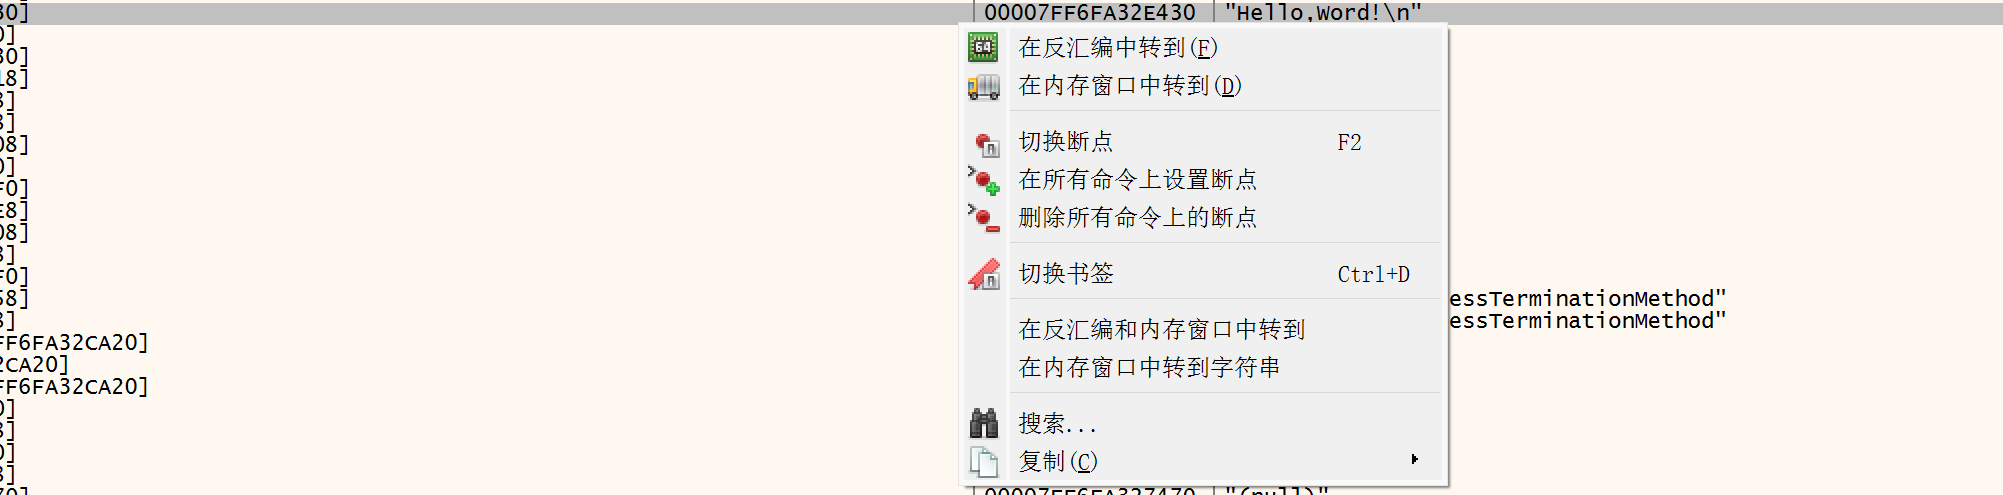 30] 00007FF6FA32E430 "Hello,Word!\n"
0]
30]
18]
3]
3]
08]
0]
F0]
E8]
08]
3]
F0]
58] essTerminationMethod"
3] essTerminationMethod"
FF6FA32CA20]
2CA20]
FF6FA32CA20]
0]
3]
0]
3]
00007FF6FA327470 "(null)"
在反汇编中转到(F)
在内存窗口中转到(D)
切换断点 F2
在所有命令上设置断点
删除所有命令上的断点
切换书签 Ctrl+D
在反汇编和内存窗口中转到
在内存窗口中转到字符串
搜索...
复制(C)